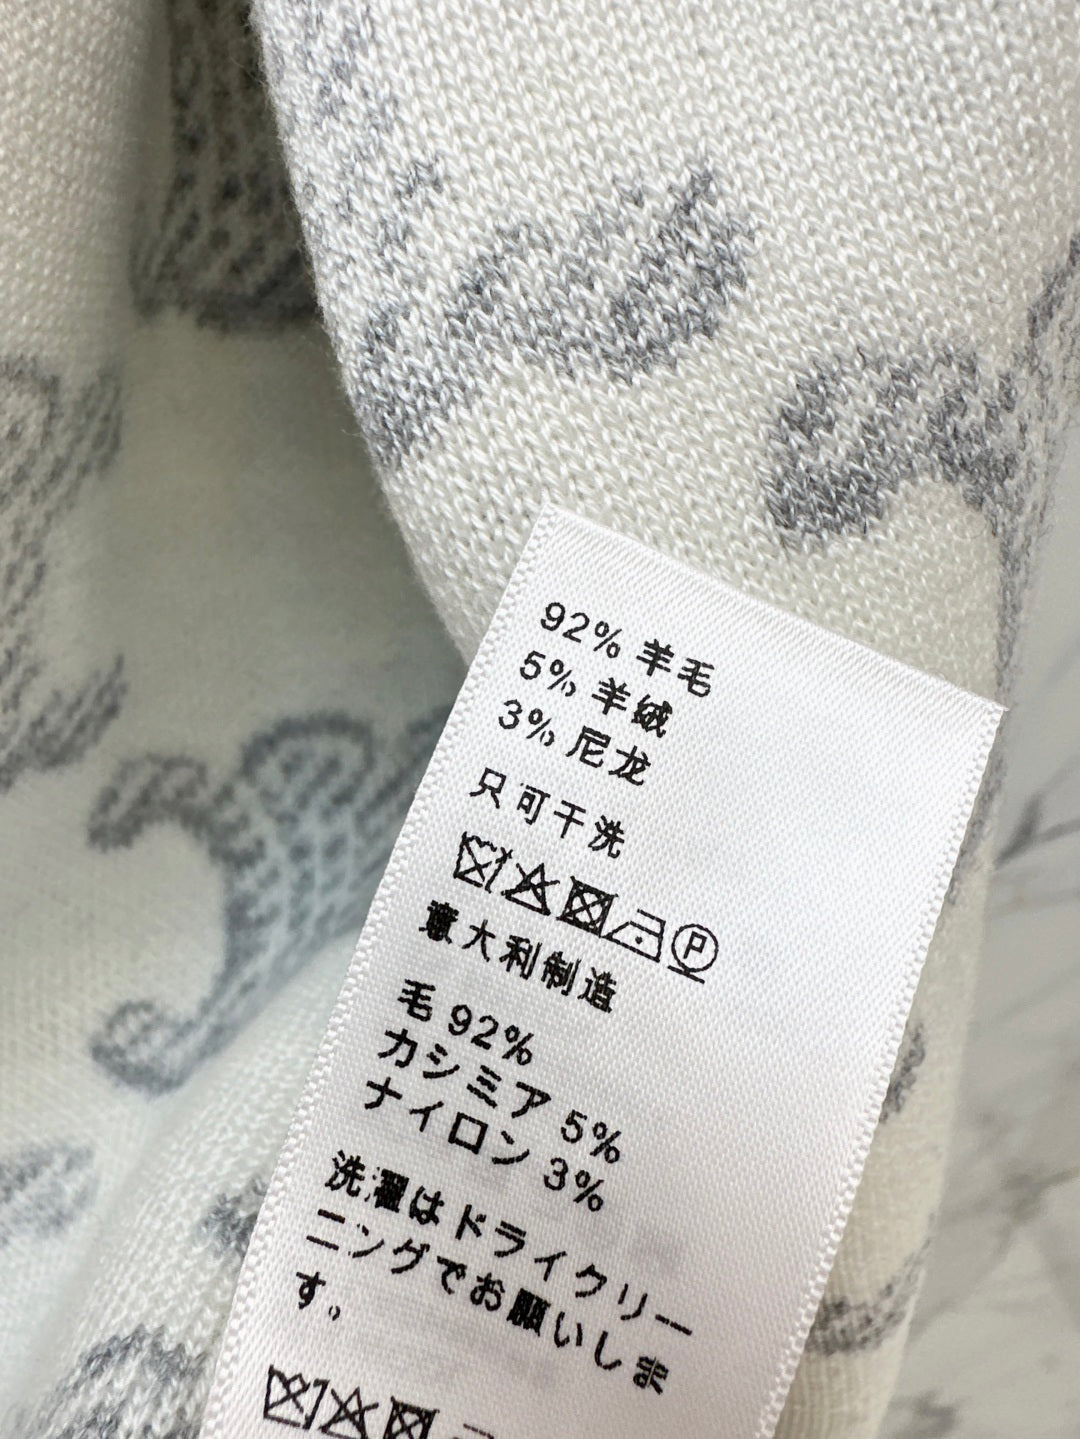 92% 羊毛
5% 羊绒
3% 尼龙
只可干洗
P
意大利制造
毛 92%
カシミア 5%
ナイロン 3%
洗濯はドライクリー
ニングでお願いしま
す。